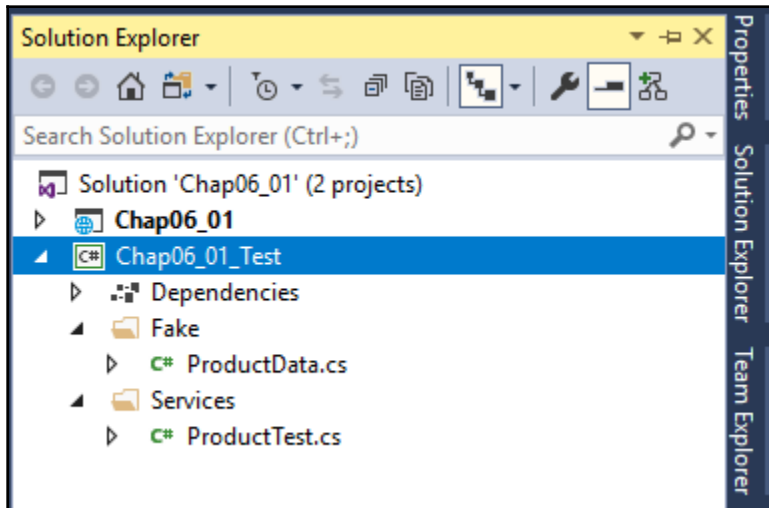 Solution Explorer
Search Solution Explorer (Ctrl+;)
Solution 'Chap06_01' (2 projects)
Chap06_01
C# Chap06_01_Test
Dependencies
Fake
C# ProductData.cs
Services
C# ProductTest.cs
Properties
Solution Explorer
Team Explorer